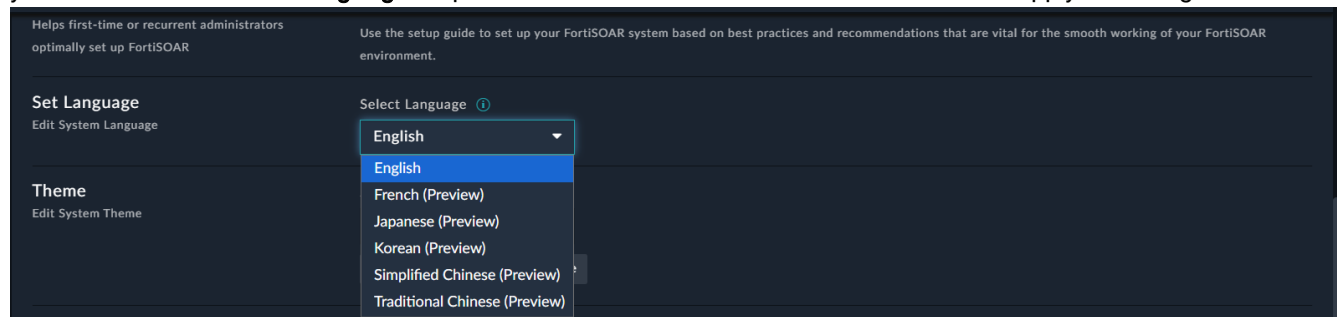 Helps first-time or recurrent administrators
optimally set up FortiSOAR
Use the setup guide to set up your FortiSOAR system based on best practices and recommendations that are vital for the smooth working of your FortiSOAR
environment.
Set Language
Edit System Language
Select Language
English
English
French (Preview)
Japanese (Preview)
Korean (Preview)
Simplified Chinese (Preview)
Traditional Chinese (Preview)
Theme
Edit System Theme